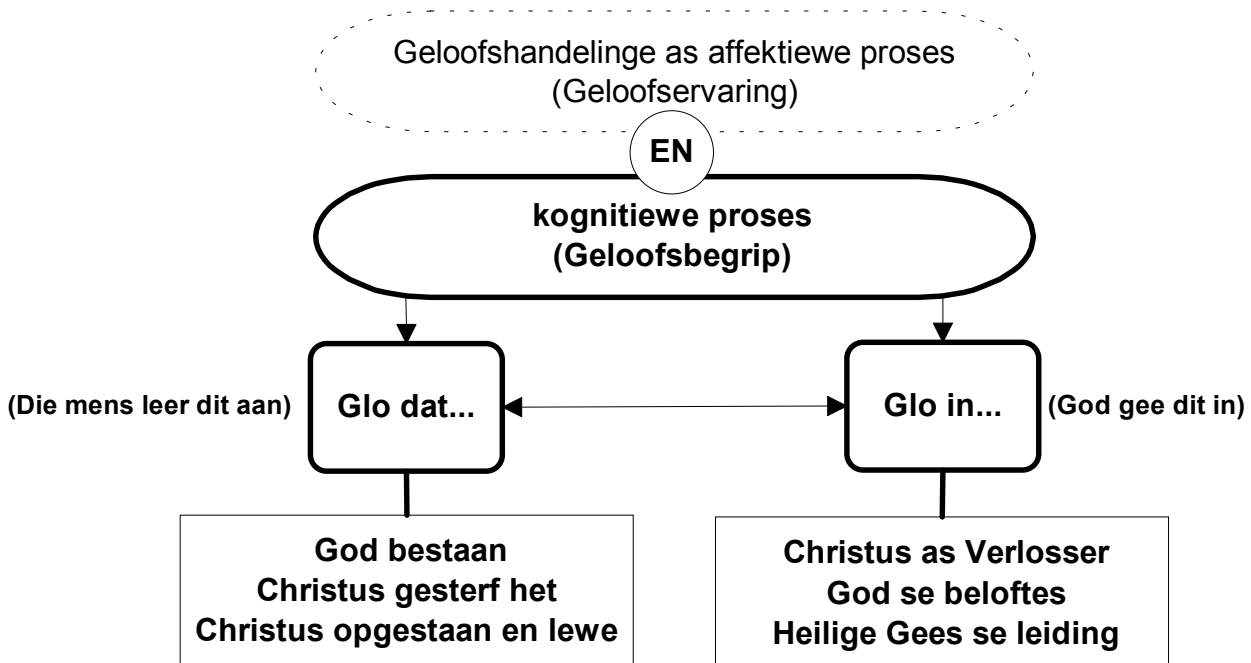 Geloofshandelinge as affektiewe proses
(Geloofservaring)
EN
kognitiewe proses
(Geloofsbegrip)
(Die mens leer dit aan)
Glo dat...
Glo in...
(God gee dit in)
God bestaan
Christus gesterf het
Christus opgestaan en lewe
Christus as Verlosser
God se beloftes
Heilige Gees se leiding